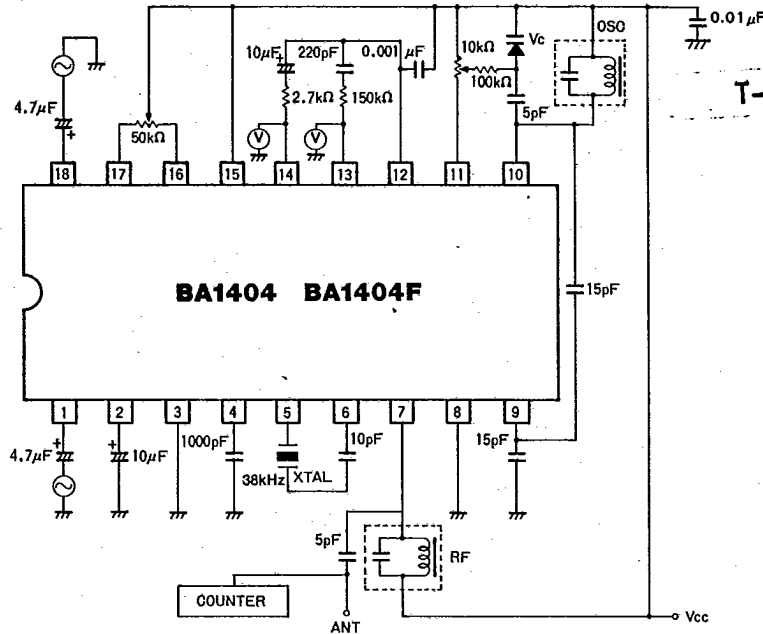 0.01μF
OSC
Vc
10μF+
220pF
0.001 μF
10kΩ
100kΩ
T-
4.7μF
+
2.7kΩ
150kΩ
5pF
50kΩ
V
V
18
17
16
15
14
13
12
11
10
BA1404 BA1404F
15pF
1
2
3
4
5
6
7
8
9
+
4.7μF
+
10μF
1000pF
10pF
15pF
38kHz XTAL
5pF
RF
COUNTER
ANT
Vcc